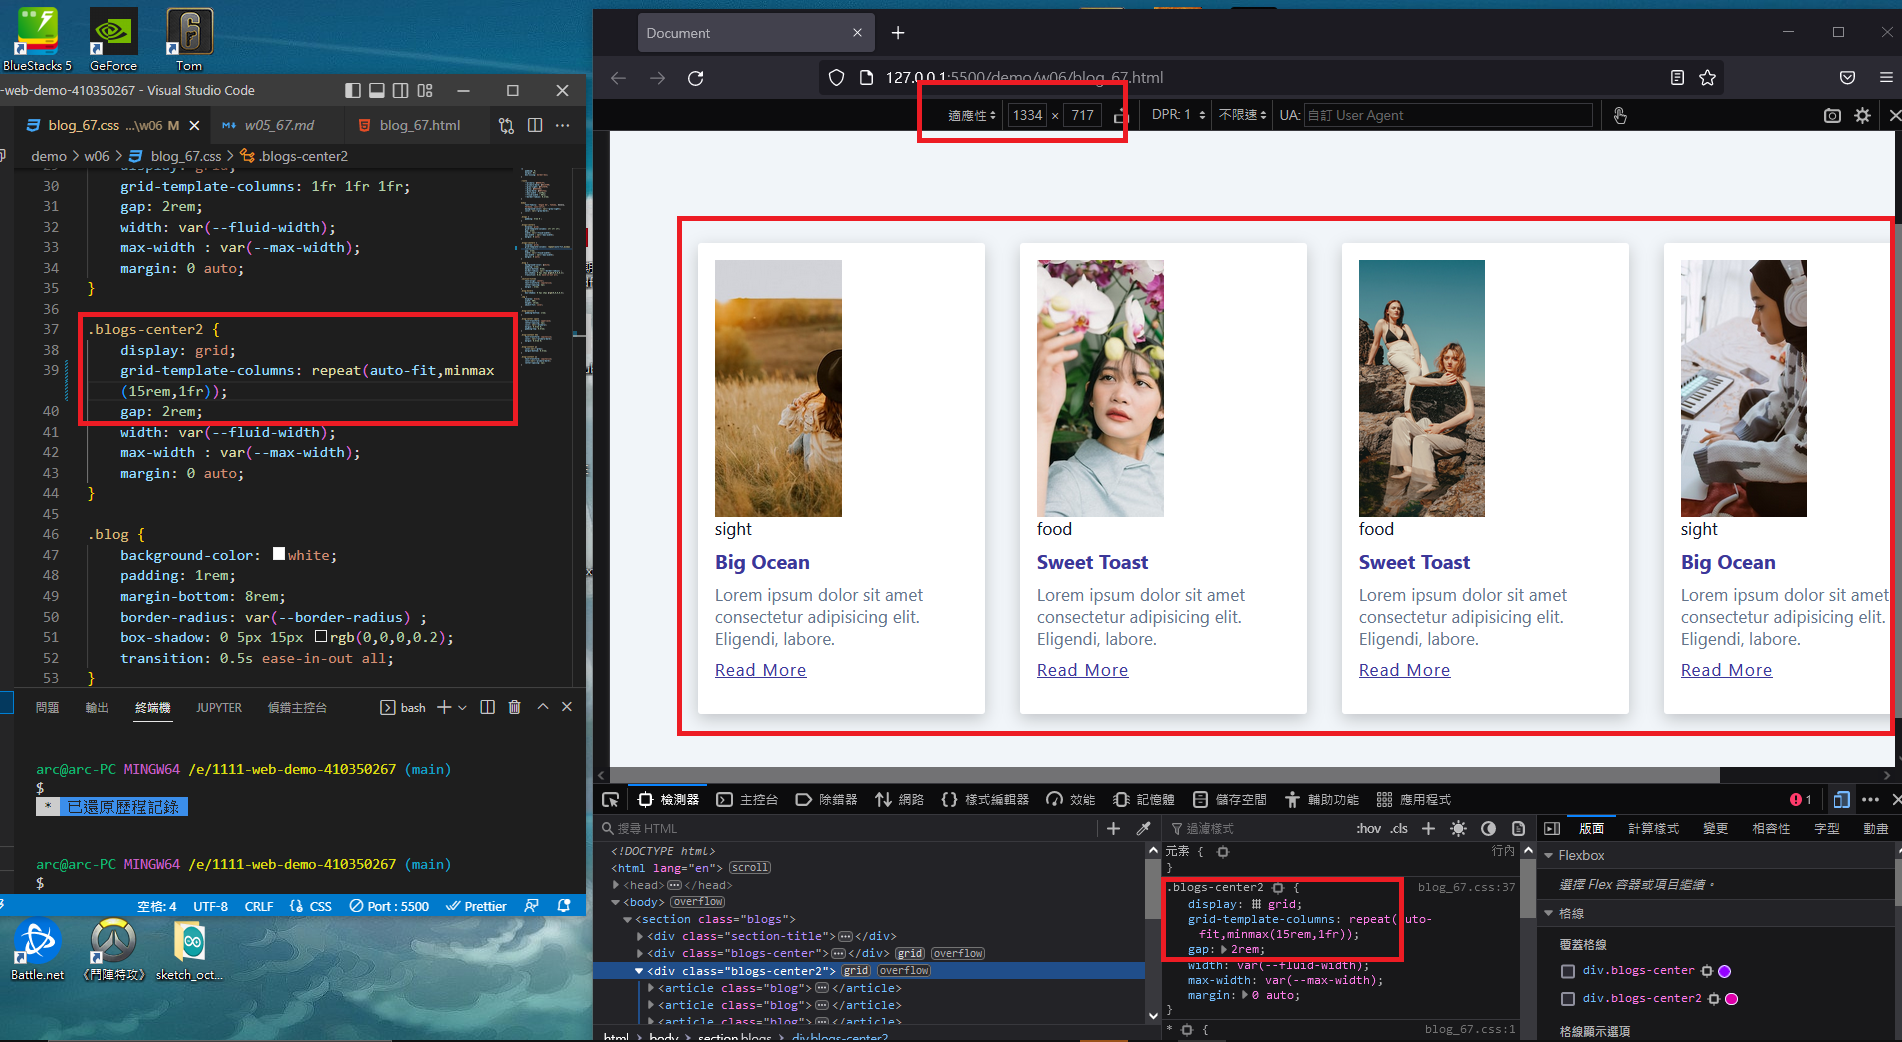 BlueStacks 5
GeForce
Tom
-web-demo-410350267 - Visual Studio Code
blog_67.css ...\w06 M
w05_67.md
blog_67.html
demo > w06 > blog_67.css > .blogs-center2
display: grid;
30 grid-template-columns: 1fr 1fr 1fr;
31 gap: 2rem;
32 width: var(--fluid-width);
33 max-width : var(--max-width);
34 margin: 0 auto;
35 }
36
37 .blogs-center2 {
38 display: grid;
39 grid-template-columns: repeat(auto-fit,minmax
(15rem,1fr));
40 gap: 2rem;
41 width: var(--fluid-width);
42 max-width : var(--max-width);
43 margin: 0 auto;
44 }
45
46 .blog {
47 background-color: white;
48 padding: 1rem;
49 margin-bottom: 8rem;
50 border-radius: var(--border-radius) ;
51 box-shadow: 0 5px 15px rgb(0,0,0,0.2);
52 transition: 0.5s ease-in-out all;
53 }
問題 輸出 終端機 JUPYTER 偵錯主控台 bash
arc@arc-PC MINGW64 /e/1111-web-demo-410350267 (main)
$
* 已還原歷程記錄
arc@arc-PC MINGW64 /e/1111-web-demo-410350267 (main)
$
空格: 4 UTF-8 CRLF CSS Port : 5500 Prettier
Battle.net
《鬥陣特攻》
sketch_oct...
Document
127.0.0.1:5500/demo/w06/blog_67.html
適應性 1334 × 717 DPR: 1 不限速 UA: 自訂 User Agent
sight
Big Ocean
Lorem ipsum dolor sit amet
consectetur adipisicing elit.
Eligendi, labore.
Read More
food
Sweet Toast
Lorem ipsum dolor sit amet
consectetur adipisicing elit.
Eligendi, labore.
Read More
food
Sweet Toast
Lorem ipsum dolor sit amet
consectetur adipisicing elit.
Eligendi, labore.
Read More
sight
Big Ocean
Lorem ipsum dolor sit amet
consectetur adipisicing elit.
Eligendi, labore.
Read More
檢測器 主控台 除錯器 網路 樣式編輯器 效能 記憶體 儲存空間 輔助功能 應用程式 1
搜尋 HTML
<!DOCTYPE html>
<html lang="en"> scroll
<head></head>
<body> overflow
<section class="blogs">
<div class="section-title"></div>
<div class="blog-center"></div> grid overflow
<div class="blogs-center2"> grid overflow
<article class="blog"></article>
<article class="blog"></article>
<article class="blog"></article>
html > body > section.blogs > div.blogs-center2
過濾樣式 :hov .cls
元素 { 行內
}
.blogs-center2 { blog_67.css:37
display: grid;
grid-template-columns: repeat(auto-
fit,minmax(15rem,1fr));
gap: 2rem;
width: var(--fluid-width);
max-width: var(--max-width);
margin: 0 auto;
}
* { blog_67.css:1
版面 計算樣式 變更 相容性 字型 動畫
Flexbox
選擇 Flex 容器或項目繼續。
格線
覆蓋格線
div.blogs-center
div.blogs-center2
格線顯示選項